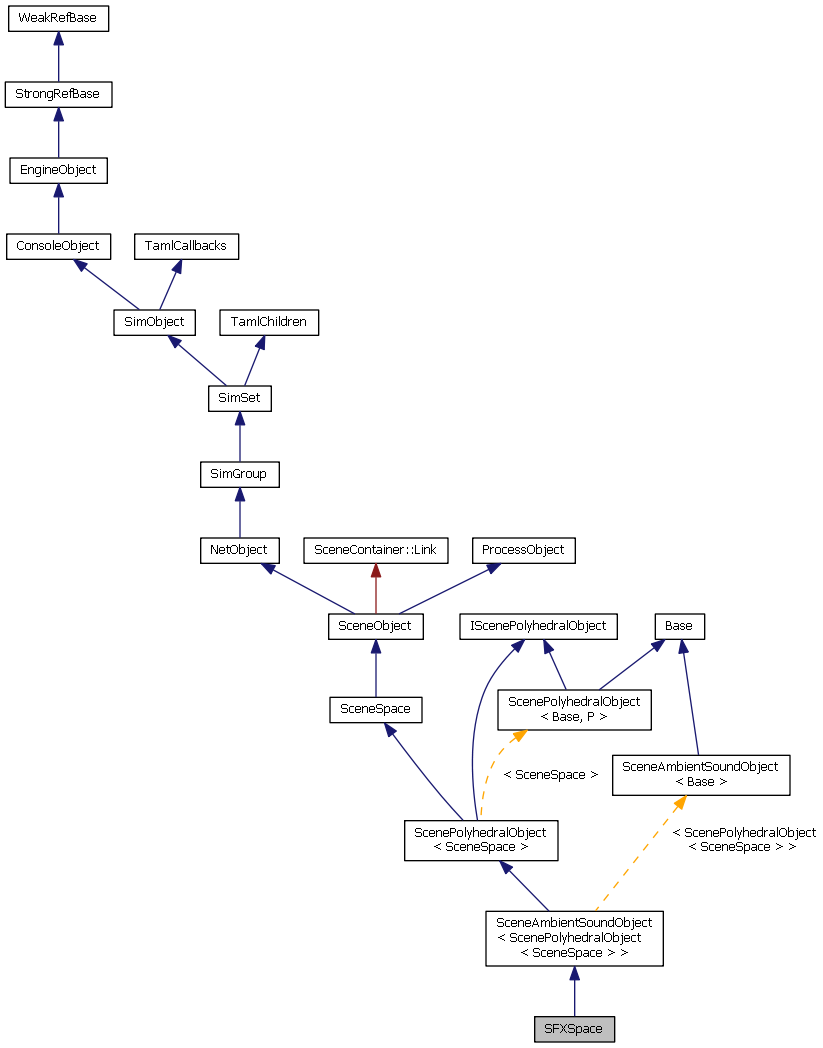 WeakRefBase
StrongRefBase
EngineObject
ConsoleObject
TamlCallbacks
SimObject
TamlChildren
SimSet
SimGroup
NetObject
SceneContainer::Link
ProcessObject
SceneObject
IScenePolyhedralObject
Base
SceneSpace
ScenePolyhedralObject
< Base, P >
SceneAmbientSoundObject
< Base >
< SceneSpace >
ScenePolyhedralObject
< SceneSpace >
< ScenePolyhedralObject
< SceneSpace > >
SceneAmbientSoundObject
< ScenePolyhedralObject
< SceneSpace > >
SFXSpace